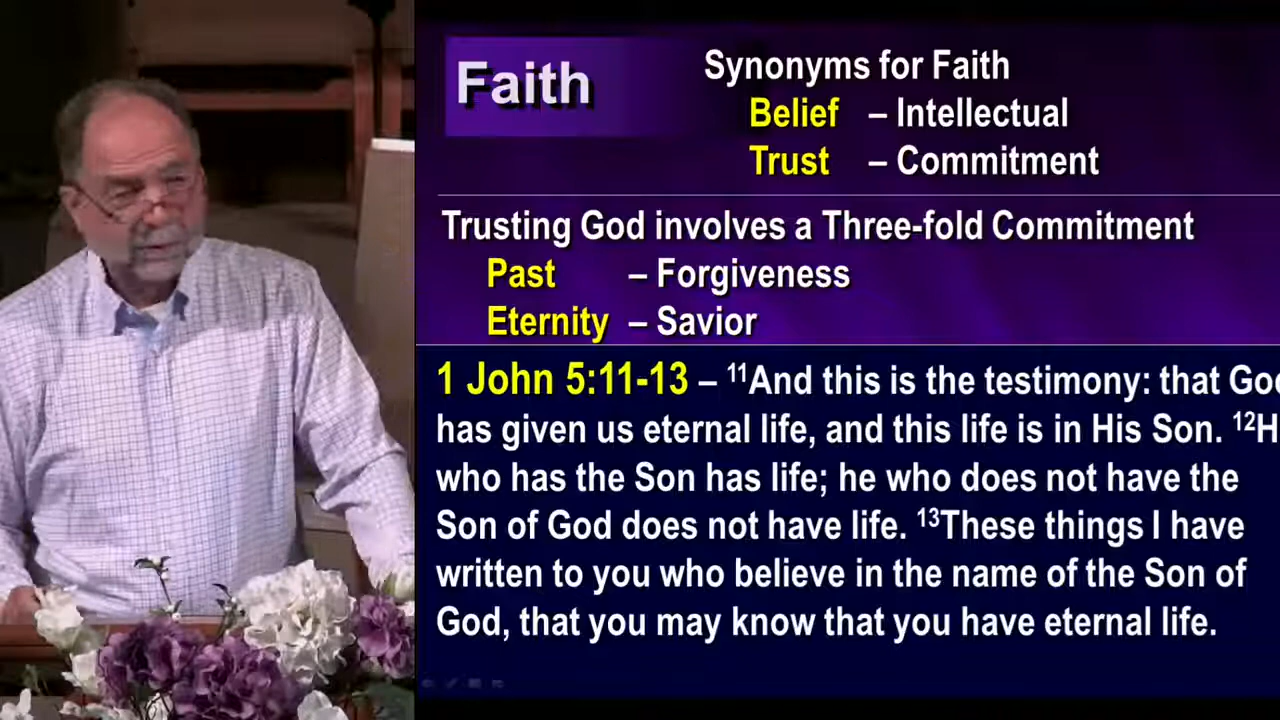 Faith
Synonyms for Faith
Belief – Intellectual
Trust – Commitment
Trusting God involves a Three-fold Commitment
Past – Forgiveness
Eternity – Savior
1 John 5:11-13 – ¹¹And this is the testimony: that God
has given us eternal life, and this life is in His Son. ¹²H
who has the Son has life; he who does not have the
Son of God does not have life. ¹³These things I have
written to you who believe in the name of the Son of
God, that you may know that you have eternal life.